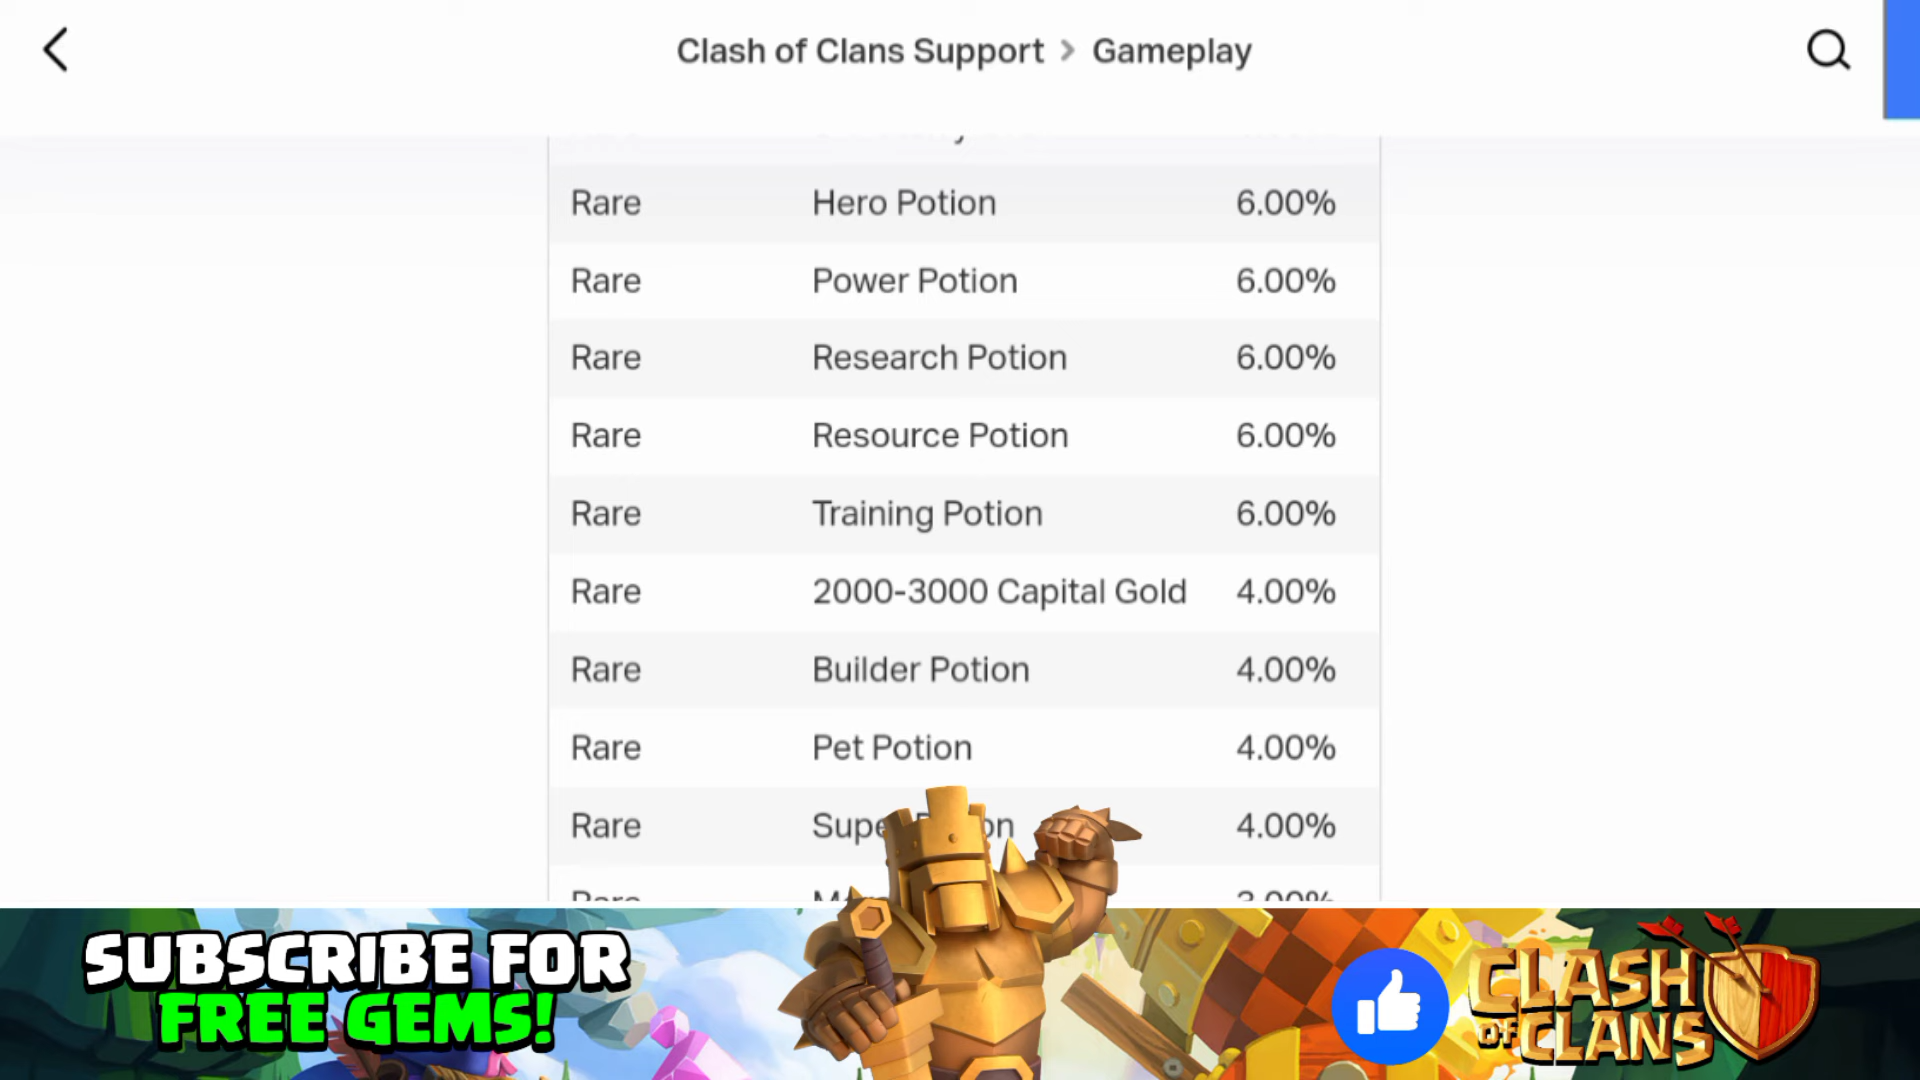 Clash of Clans Support > Gameplay
Rare Hero Potion 6.00%
Rare Power Potion 6.00%
Rare Research Potion 6.00%
Rare Resource Potion 6.00%
Rare Training Potion 6.00%
Rare 2000-3000 Capital Gold 4.00%
Rare Builder Potion 4.00%
Rare Pet Potion 4.00%
Rare 4.00%
SUBSCRIBE FOR
FREE GEMS!
CLASH
OF CLANS